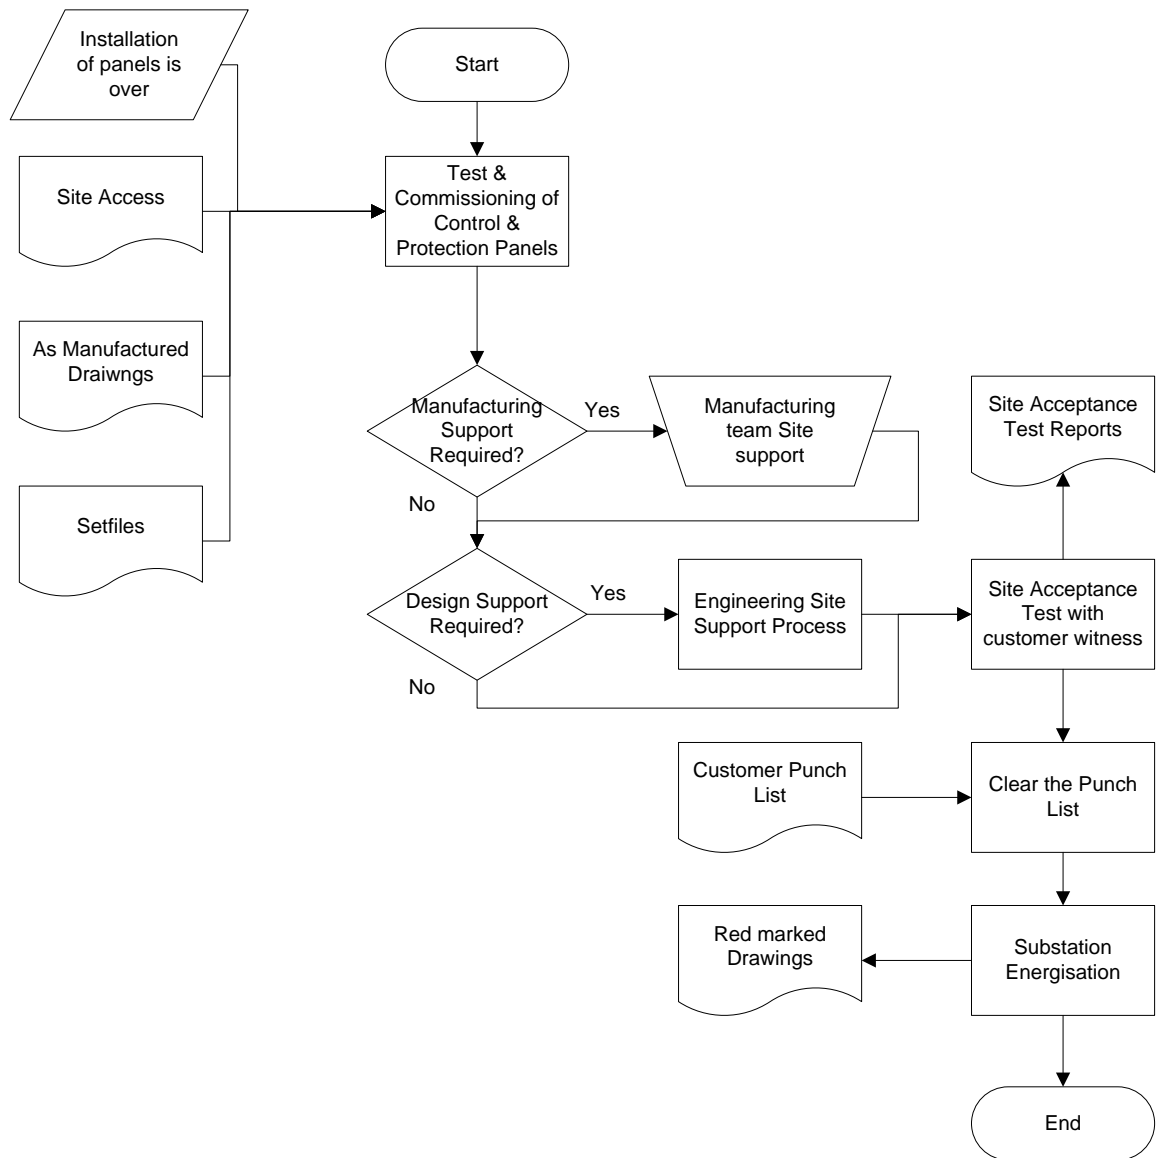 Installation
of panels is
over
Start
Site Access
Test &
Commissioning of
Control &
Protection Panels
As Manufactured
Draiwngs
Manufacturing
Support
Required?
Yes
Manufacturing
team Site
support
Site Acceptance
Test Reports
No
Setfiles
Design Support
Required?
Yes
Engineering Site
Support Process
Site Acceptance
Test with
customer witness
No
Customer Punch
List
Clear the Punch
List
Red marked
Drawings
Substation
Energisation
End